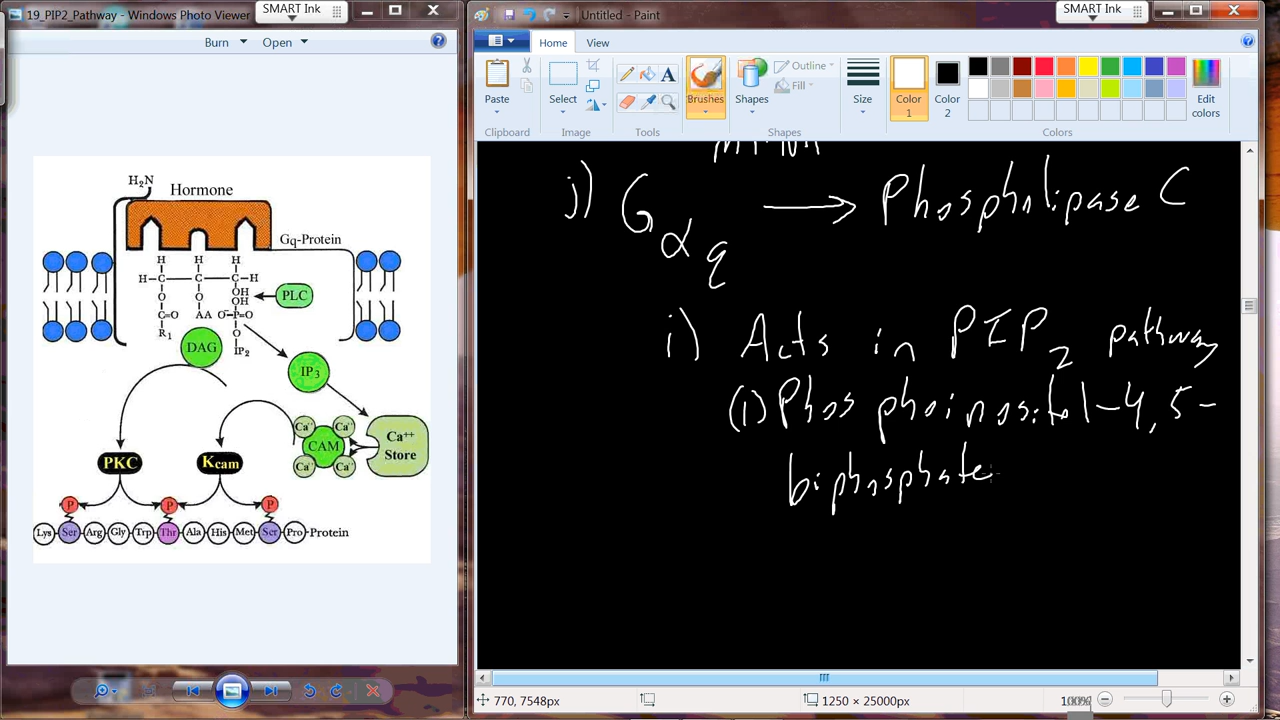 19_PIP2_Pathway - Windows Photo Viewer
SMART Ink
Burn Open
H2N
Hormone
Gq-Protein
H H H
H C C C H
OH
OH
PLC
O O
C=O AA O⁻ P=O
R1 O
IP2
DAG
IP3
Ca++ Store
CAM
Ca++ Ca++
Ca++ Ca++
PKC Kcam
P P P
Lys Ser Arg Gly Trp Thr Ala His Met Ser Pro Protein
Untitled - Paint
SMART Ink
Home View
Paste Select Brushes Shapes Outline Fill Size Color 1 Color 2 Edit colors
Clipboard Image Tools Shapes Colors
j) Gαq → Phospholipase C
i) Acts in PIP2 pathway
(1) Phosphoinositol-4,5-
biphosphate
770, 7548px 1250 × 25000px 100%